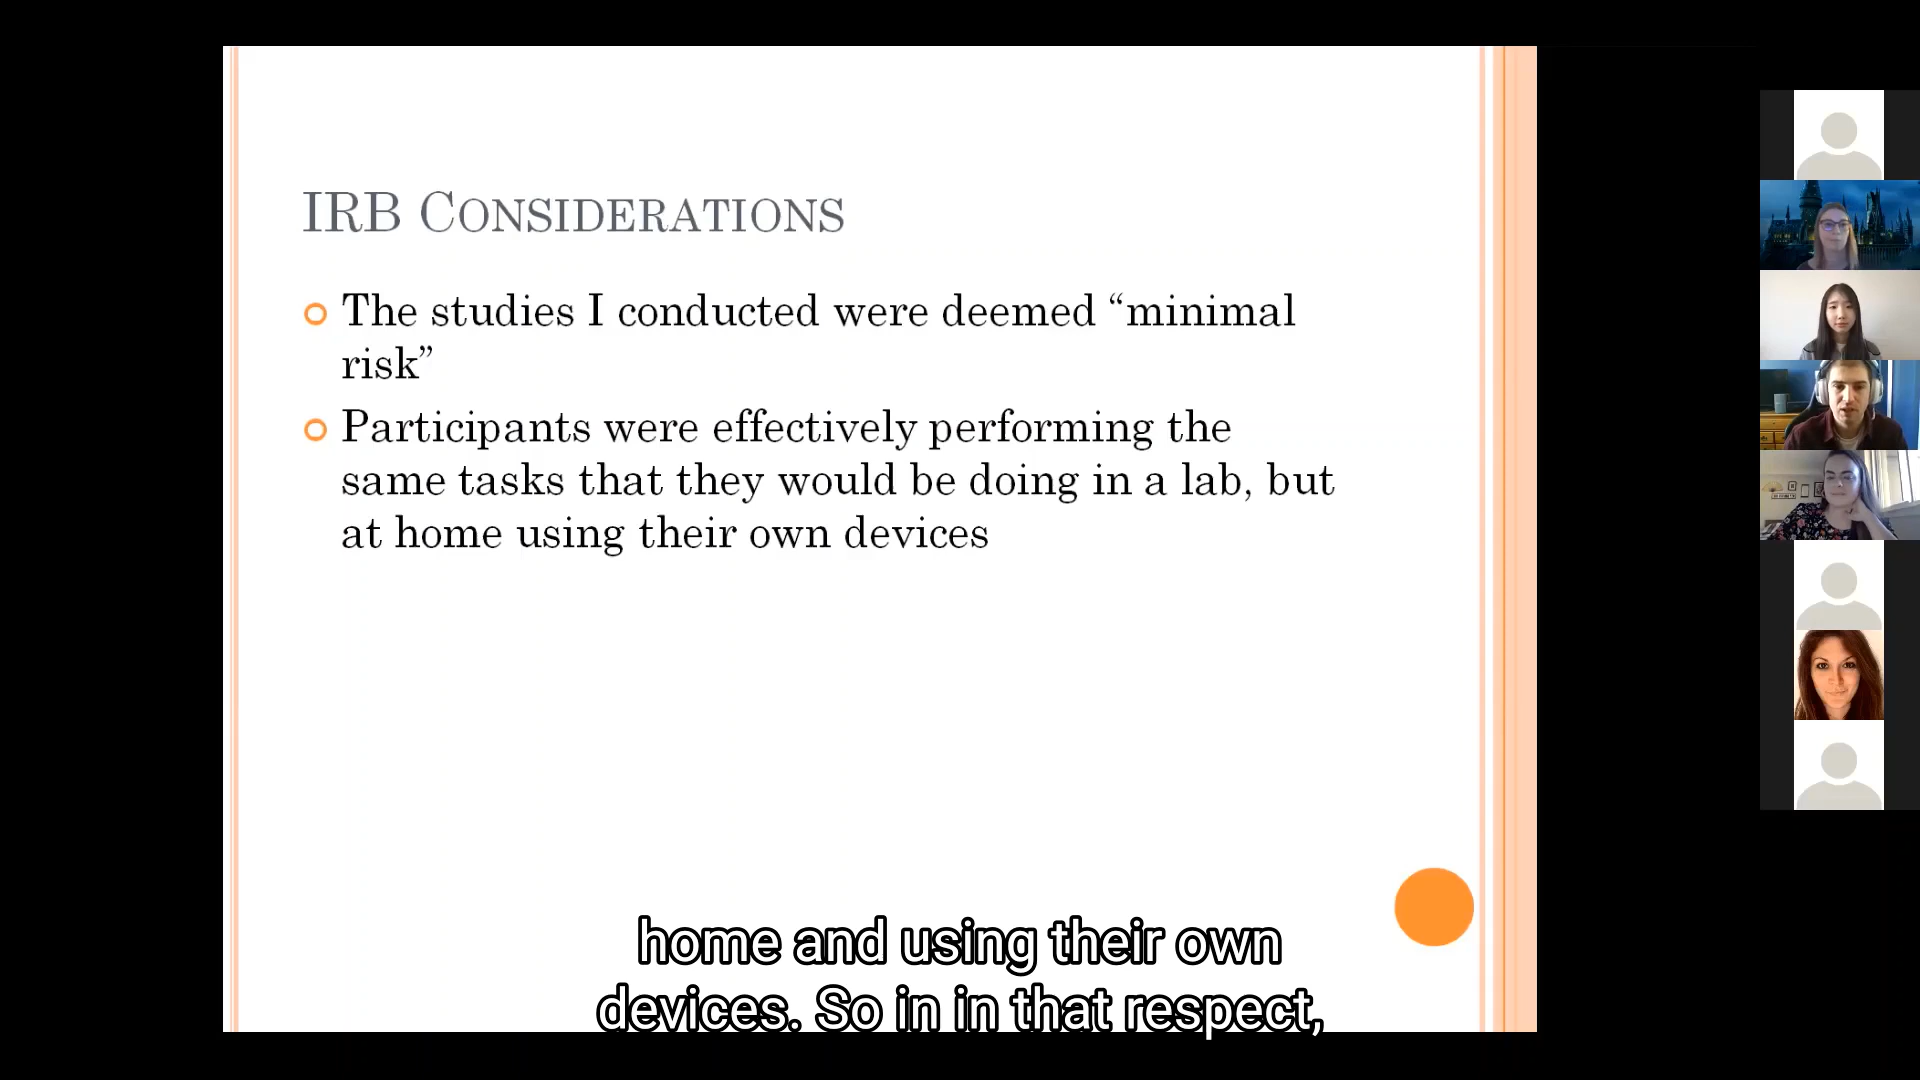 IRB CONSIDERATIONS
The studies I conducted were deemed “minimal
risk”
Participants were effectively performing the
same tasks that they would be doing in a lab, but
at home using their own devices
home and using their own
devices. So in in that respect,